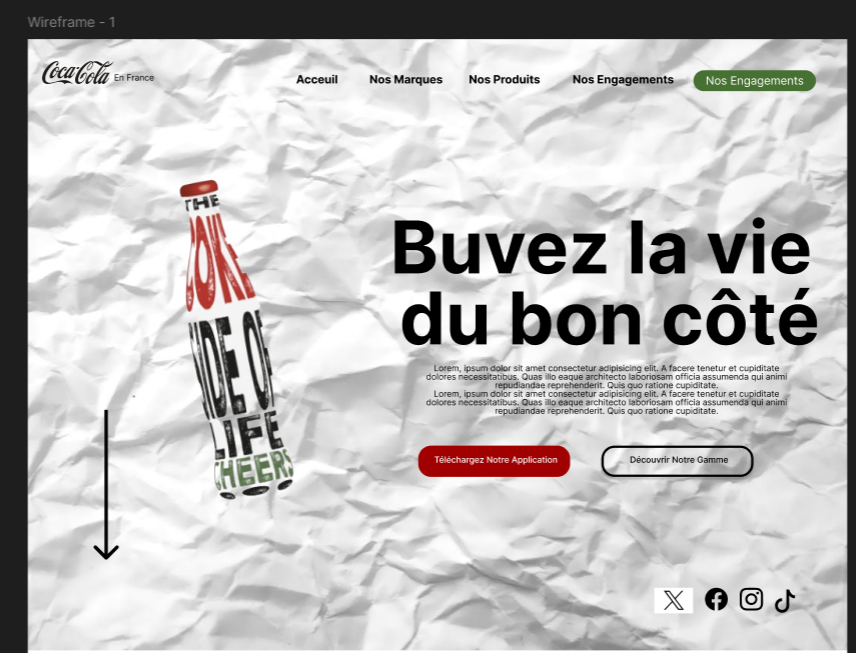 Wireframe - 1
Coca-Cola En France
Acceuil Nos Marques Nos Produits Nos Engagements Nos Engagements
THE
COKE
SIDE OF
LIFE
CHEERS
Buvez la vie
du bon côté
Lorem, ipsum dolor sit amet consectetur adipisicing elit. A facere tenetur et cupiditate
dolores necessitatibus. Quas illo eaque architecto laboriosam officia assumenda qui animi
repudiandae reprehenderit. Quis quo ratione cupiditate.
Lorem, ipsum dolor sit amet consectetur adipisicing elit. A facere tenetur et cupiditate
dolores necessitatibus. Quas illo eaque architecto laboriosam officia assumenda qui animi
repudiandae reprehenderit. Quis quo ratione cupiditate.
Téléchargez Notre Application Découvrir Notre Gamme